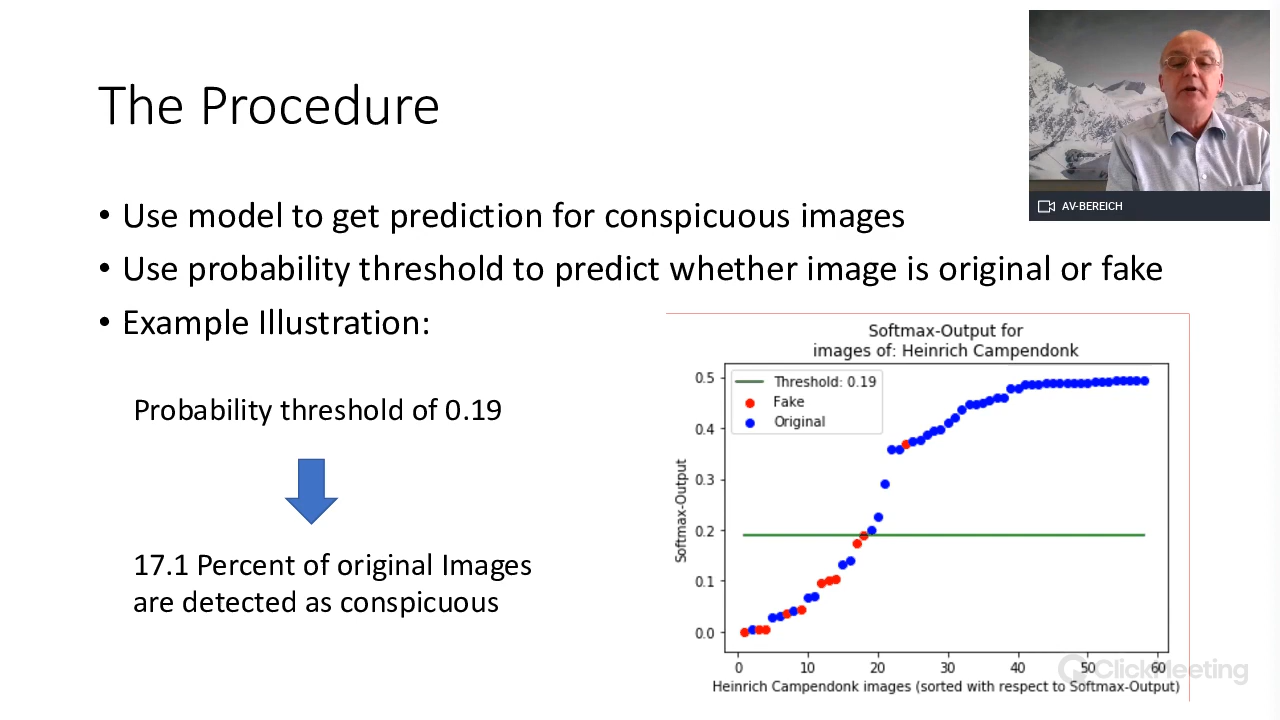 The Procedure
AV-BEREICH
• Use model to get prediction for conspicuous images
• Use probability threshold to predict whether image is original or fake
• Example Illustration:
Probability threshold of 0.19
17.1 Percent of original Images
are detected as conspicuous
Softmax-Output for
images of: Heinrich Campendonk
Threshold: 0.19
Fake
Original
Softmax-Output
0.5
0.4
0.3
0.2
0.1
0.0
0 10 20 30 40 50 60
Heinrich Campendonk images (sorted with respect to Softmax-Output)
ClickMeeting